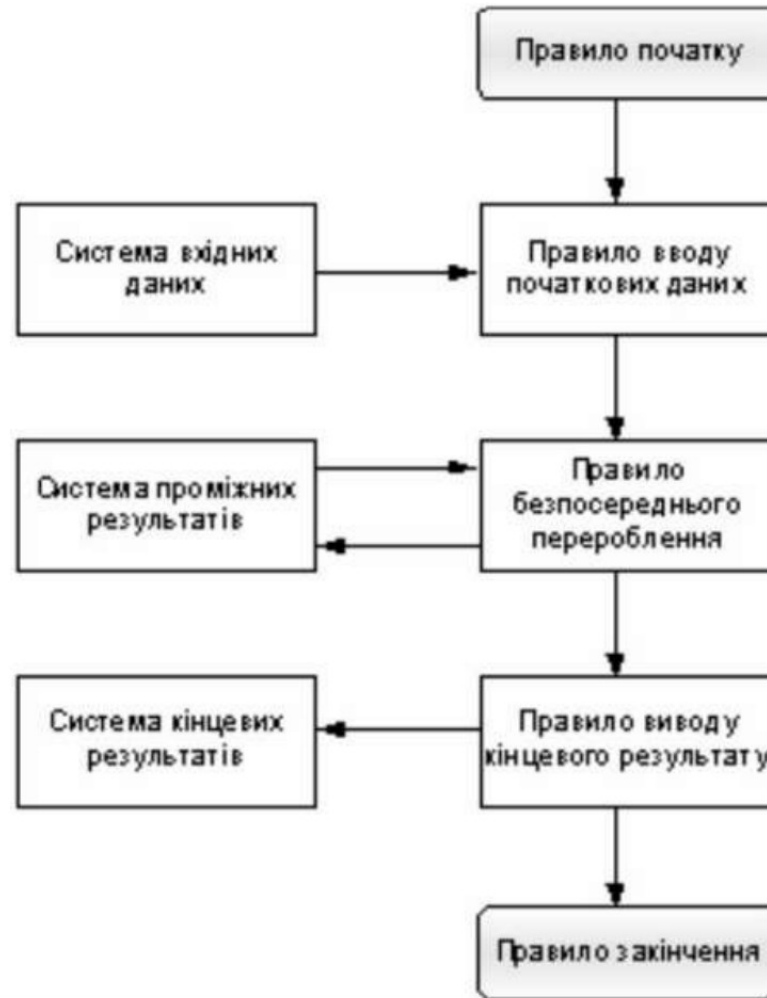 Правило початку
Система вхідних
даних
Правило вводу
початкових даних
Система проміжних
результатів
Правило
безпосереднього
перероблення
Система кінцевих
результатів
Правило виводу
кінцевого результату
Правило закінчення